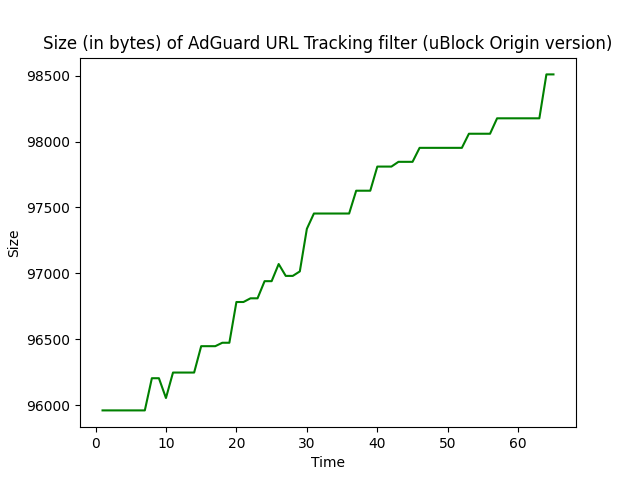 Size (in bytes) of AdGuard URL Tracking filter (uBlock Origin version)
98500
98000
97500
97000
96500
96000
Size
0 10 20 30 40 50 60
Time